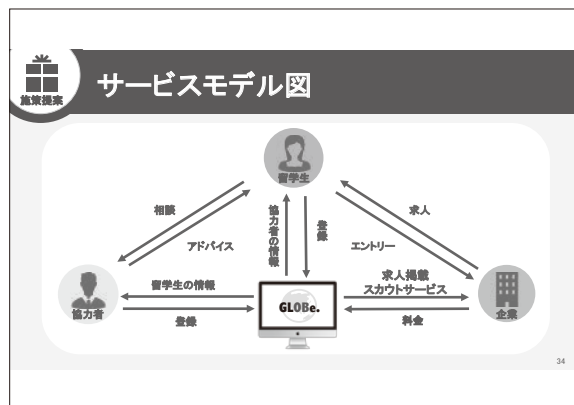 施策提案
サービスモデル図
留学生
相談
アドバイス
協力者の情報
登録
求人
エントリー
協力者
留学生の情報
登録
GLOBe.
求人掲載
スカウトサービス
料金
企業
34